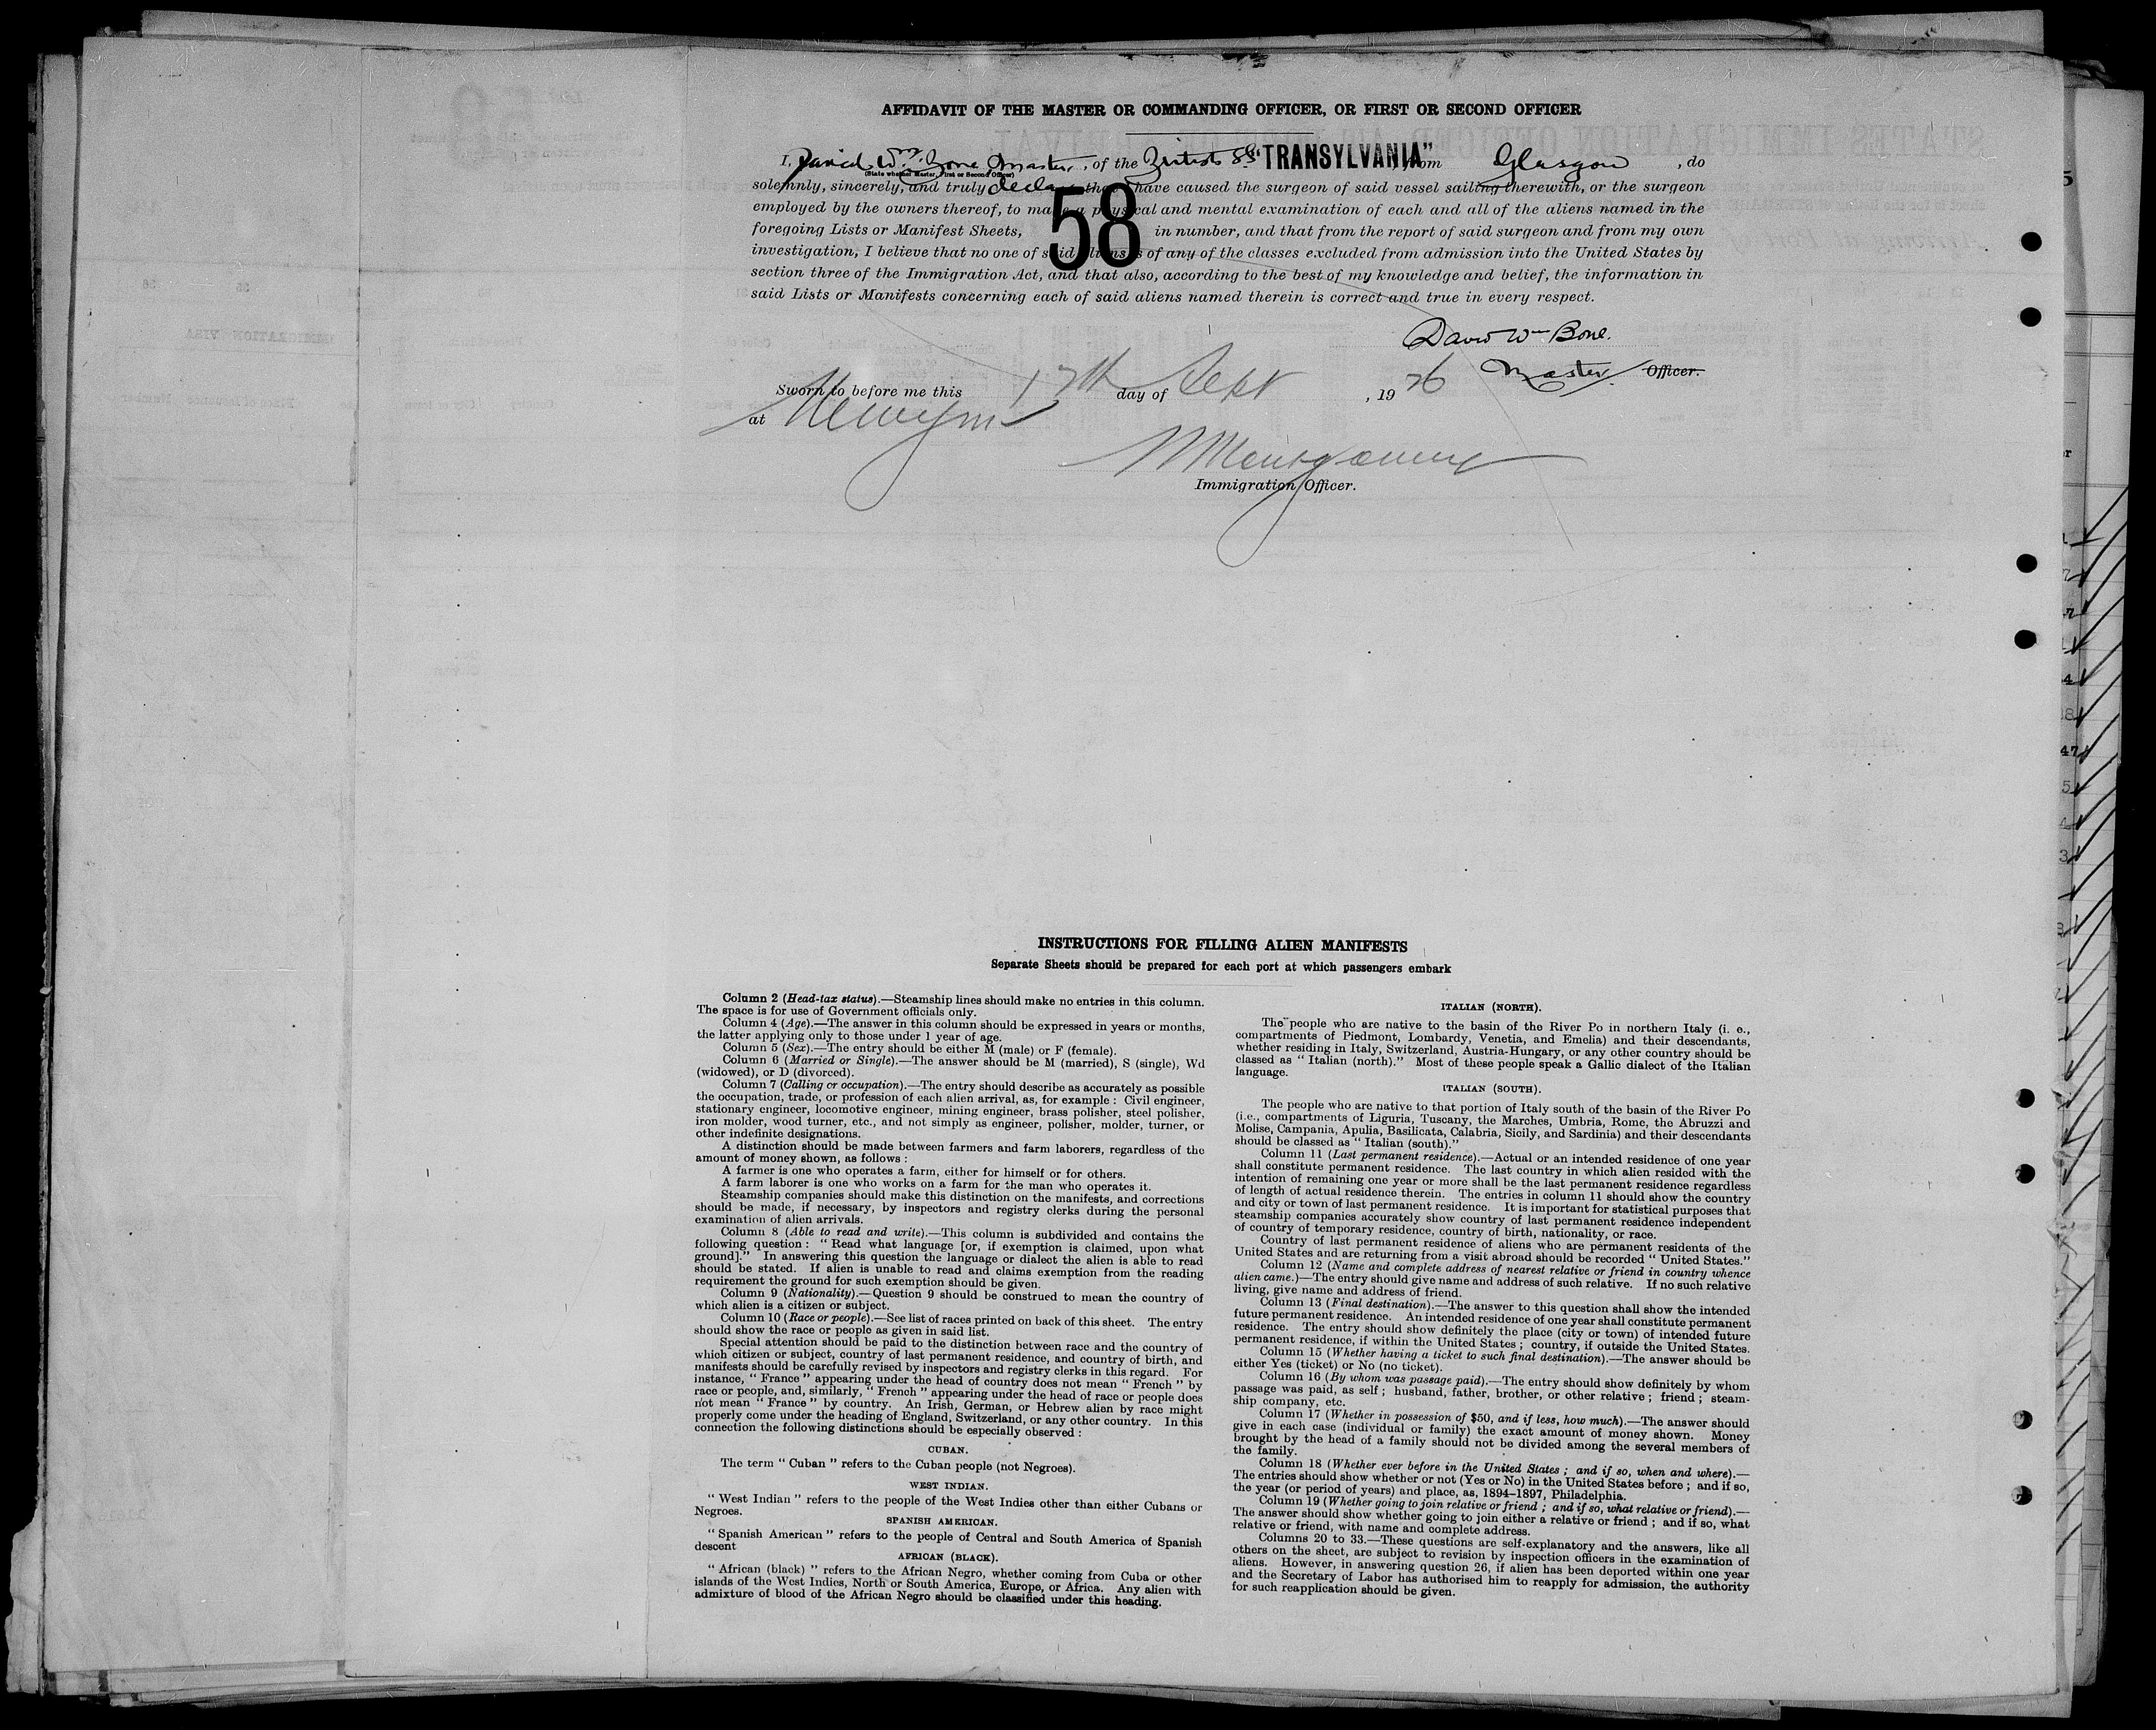 AFFIDAVIT OF THE MASTER OR COMMANDING OFFICER, OR FIRST OR SECOND OFFICER
I, David Wm. Bone Master, of the British SS "TRANSYLVANIA" from Glasgow, do
(State whether Master, First or Second Officer)
solemnly, sincerely, and truly declare that I have caused the surgeon of said vessel sailing therewith, or the surgeon
employed by the owners thereof, to make a physical and mental examination of each and all of the aliens named in the
foregoing Lists or Manifest Sheets, 58 in number, and that from the report of said surgeon and from my own
investigation, I believe that no one of said aliens is of any of the classes excluded from admission into the United States by
section three of the Immigration Act, and that also, according to the best of my knowledge and belief, the information in
said Lists or Manifests concerning each of said aliens named therein is correct and true in every respect.
David Wm Bone.
Master Officer.
Sworn to before me this 17th day of Sept, 1926
at
Montgomery
Immigration Officer.
INSTRUCTIONS FOR FILLING ALIEN MANIFESTS
Separate Sheets should be prepared for each port at which passengers embark
Column 2 (Head-tax status).—Steamship lines should make no entries in this column.
The space is for use of Government officials only.
Column 4 (Age).—The answer in this column should be expressed in years or months,
the latter applying only to those under 1 year of age.
Column 5 (Sex).—The entry should be either M (male) or F (female).
Column 6 (Married or Single).—The answer should be M (married), S (single), Wd
(widowed), or D (divorced).
Column 7 (Calling or occupation).—The entry should describe as accurately as possible
the occupation, trade, or profession of each alien arrival, as, for example : Civil engineer,
stationary engineer, locomotive engineer, mining engineer, brass polisher, steel polisher,
iron molder, wood turner, etc., and not simply as engineer, polisher, molder, turner, or
other indefinite designations.
A distinction should be made between farmers and farm laborers, regardless of the
amount of money shown, as follows :
A farmer is one who operates a farm, either for himself or for others.
A farm laborer is one who works on a farm for the man who operates it.
Steamship companies should make this distinction on the manifests, and corrections
should be made, if necessary, by inspectors and registry clerks during the personal
examination of alien arrivals.
Column 8 (Able to read and write).—This column is subdivided and contains the
following question : " Read what language [or, if exemption is claimed, upon what
ground]." In answering this question the language or dialect the alien is able to read
should be stated. If alien is unable to read and claims exemption from the reading
requirement the ground for such exemption should be given.
Column 9 (Nationality).—Question 9 should be construed to mean the country of
which alien is a citizen or subject.
Column 10 (Race or people).—See list of races printed on back of this sheet. The entry
should show the race or people as given in said list.
Special attention should be paid to the distinction between race and the country of
which citizen or subject, country of last permanent residence, and country of birth, and
manifests should be carefully revised by inspectors and registry clerks in this regard. For
instance, " France " appearing under the head of country does not mean " French " by
race or people, and, similarly, " French " appearing under the head of race or people does
not mean " France " by country. An Irish, German, or Hebrew alien by race might
properly come under the heading of England, Switzerland, or any other country. In this
connection the following distinctions should be especially observed :
CUBAN.
The term " Cuban " refers to the Cuban people (not Negroes).
WEST INDIAN.
" West Indian " refers to the people of the West Indies other than either Cubans or
Negroes.
SPANISH AMERICAN.
" Spanish American " refers to the people of Central and South America of Spanish
descent
AFRICAN (BLACK).
" African (black) " refers to the African Negro, whether coming from Cuba or other
islands of the West Indies, North or South America, Europe, or Africa. Any alien with
admixture of blood of the African Negro should be classified under this heading.
ITALIAN (NORTH).
The people who are native to the basin of the River Po in northern Italy (i. e.,
compartments of Piedmont, Lombardy, Venetia, and Emelia) and their descendants,
whether residing in Italy, Switzerland, Austria-Hungary, or any other country should be
classed as " Italian (north)." Most of these people speak a Gallic dialect of the Italian
language.
ITALIAN (SOUTH).
The people who are native to that portion of Italy south of the basin of the River Po
(i.e., compartments of Liguria, Tuscany, the Marches, Umbria, Rome, the Abruzzi and
Molise, Campania, Apulia, Basilicata, Calabria, Sicily, and Sardinia) and their descendants
should be classed as " Italian (south)."
Column 11 (Last permanent residence).—Actual or an intended residence of one year
shall constitute permanent residence. The last country in which alien resided with the
intention of remaining one year or more shall be the last permanent residence regardless
of length of actual residence therein. The entries in column 11 should show the country
and city or town of last permanent residence. It is important for statistical purposes that
steamship companies accurately show country of last permanent residence independent
of country of temporary residence, country of birth, nationality, or race.
Country of last permanent residence of aliens who are permanent residents of the
United States and are returning from a visit abroad should be recorded " United States."
Column 12 (Name and complete address of nearest relative or friend in country whence
alien came.)—The entry should give name and address of such relative. If no such relative
living, give name and address of friend.
Column 13 (Final destination).—The answer to this question shall show the intended
future permanent residence. An intended residence of one year shall constitute permanent
residence. The entry should show definitely the place (city or town) of intended future
permanent residence, if within the United States ; country, if outside the United States.
Column 15 (Whether having a ticket to such final destination).—The answer should be
either Yes (ticket) or No (no ticket).
Column 16 (By whom was passage paid).—The entry should show definitely by whom
passage was paid, as self ; husband, father, brother, or other relative ; friend ; steam-
ship company, etc.
Column 17 (Whether in possession of $50, and if less, how much).—The answer should
give in each case (individual or family) the exact amount of money shown. Money
brought by the head of a family should not be divided among the several members of
the family.
Column 18 (Whether ever before in the United States ; and if so, when and where).—
The entries should show whether or not (Yes or No) in the United States before ; and if so,
the year (or period of years) and place, as, 1894–1897, Philadelphia.
Column 19 (Whether going to join relative or friend ; and if so, what relative or friend).—
The answer should show whether going to join either a relative or friend ; and if so, what
relative or friend, with name and complete address.
Columns 20 to 33.—These questions are self-explanatory and the answers, like all
others on the sheet, are subject to revision by inspection officers in the examination of
aliens. However, in answering question 26, if alien has been deported within one year
and the Secretary of Labor has authorised him to reapply for admission, the authority
for such reapplication should be given.